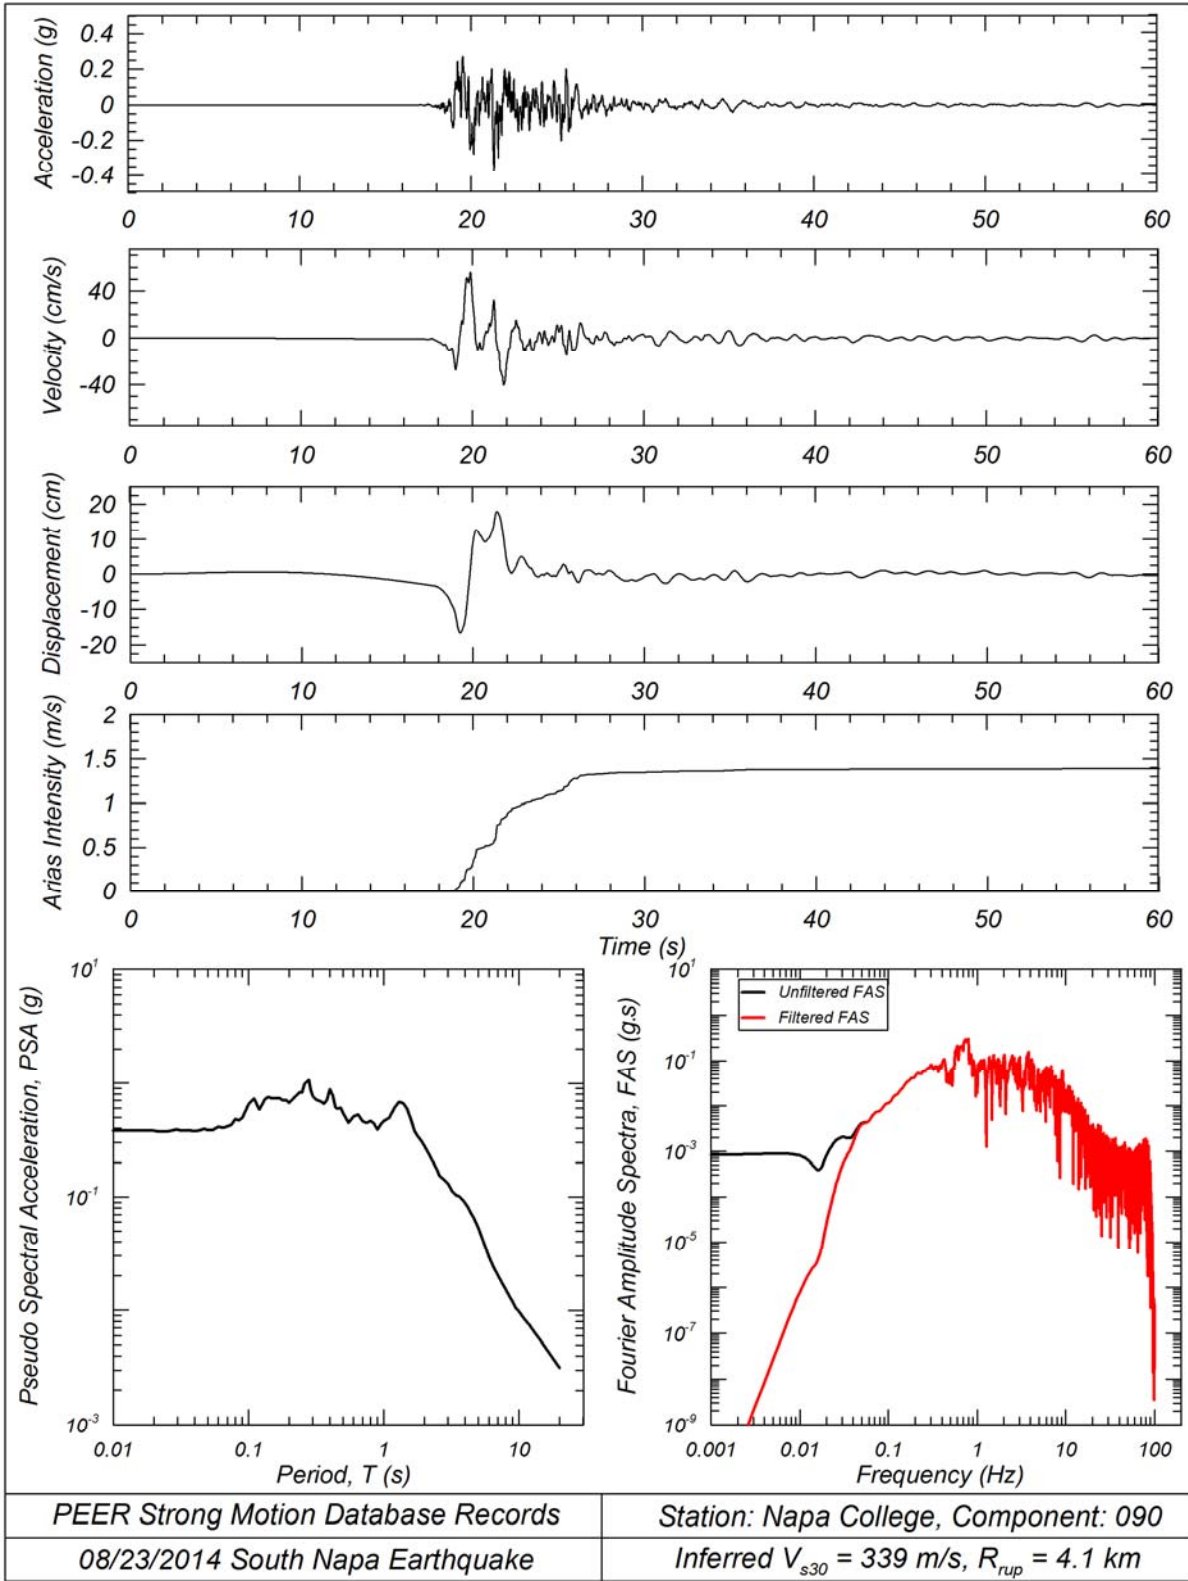 Acceleration (g)
0.4
0.2
0
-0.2
-0.4
0 10 20 30 40 50 60
Velocity (cm/s)
40
0
-40
0 10 20 30 40 50 60
Displacement (cm)
20
10
0
-10
-20
0 10 20 30 40 50 60
Arias Intensity (m/s)
2
1.5
1
0.5
0
0 10 20 30 40 50 60
Time (s)
Pseudo Spectral Acceleration, PSA (g)
10¹
10⁻¹
10⁻³
0.01 0.1 1 10
Period, T (s)
Fourier Amplitude Spectra, FAS (g.s)
10¹
10⁻¹
10⁻³
10⁻⁵
10⁻⁷
10⁻⁹
Unfiltered FAS
Filtered FAS
0.001 0.01 0.1 1 10 100
Frequency (Hz)
PEER Strong Motion Database Records
Station: Napa College, Component: 090
08/23/2014 South Napa Earthquake
Inferred Vs30 = 339 m/s, Rrup = 4.1 km